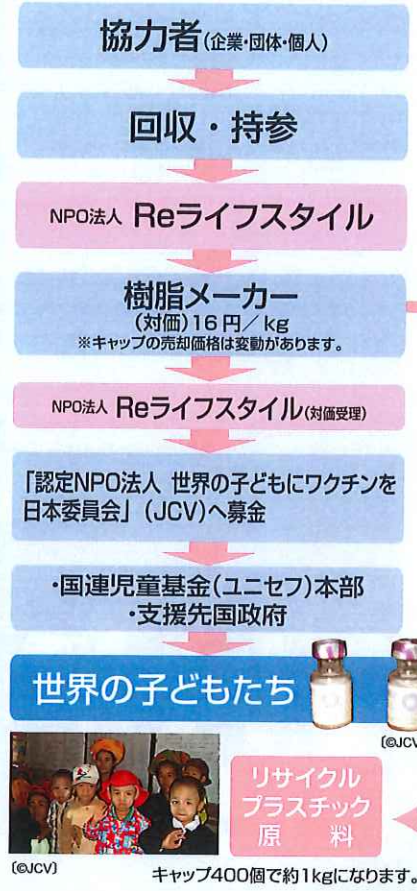 協力者(企業・団体・個人)
回収・持参
NPO法人 Reライフスタイル
樹脂メーカー
(対価)16円／kg
※キャップの売却価格は変動があります。
NPO法人 Reライフスタイル(対価受理)
「認定NPO法人 世界の子どもにワクチンを
日本委員会」(JCV)へ募金
・国連児童基金(ユニセフ)本部
・支援先国政府
世界の子どもたち
(©JCV
リサイクル
プラスチック
原　料
(©JCV)
キャップ400個で約1kgになります。